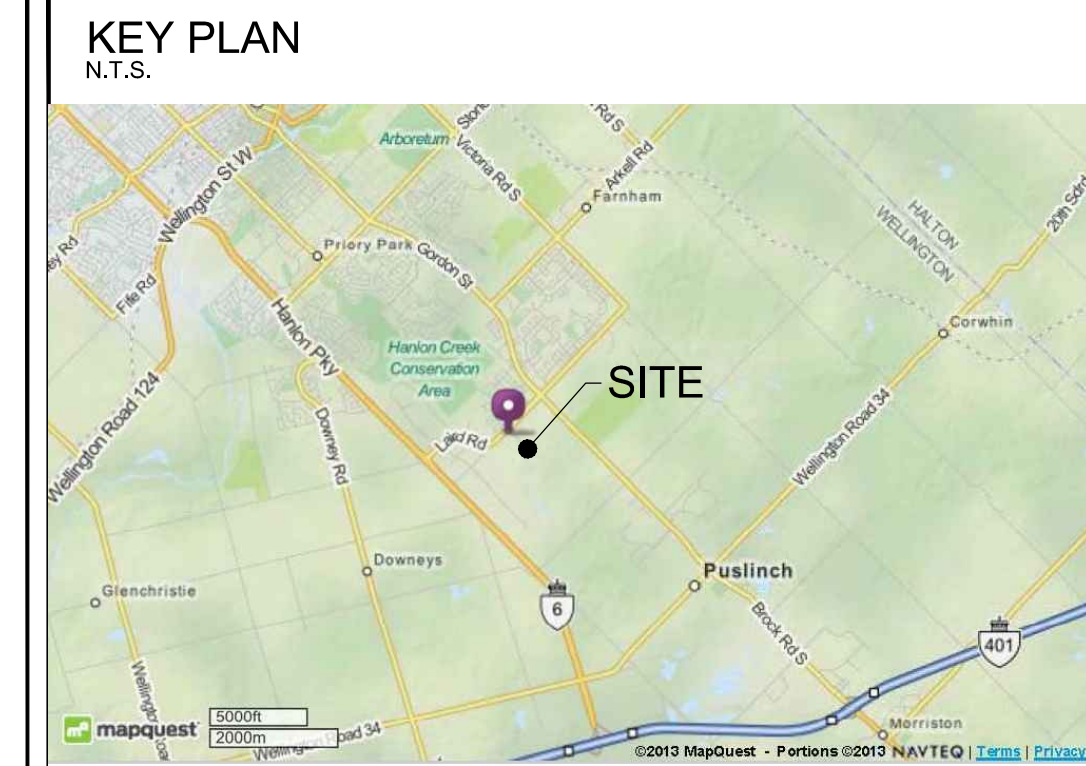 KEY PLAN
N.T.S.
Arboretum
Victoria Rd S
Rd S
Arkell Rd
Farnham
Wellington St W
HALTON
WELLINGTON
Priory Park
Gordon St
Fife Rd
Hanlon Pky
Corwhin
Hanlon Creek
Conservation
Area
SITE
Wellington Road 124
Laird Rd
Downey Rd
Wellington Road 34
Downeys
Puslinch
Glenchristie
6
Brock Rd S
401
5000ft
mapquest
2000m
Morriston
©2013 MapQuest - Portions ©2013 NAVTEQ | Terms | Privacy